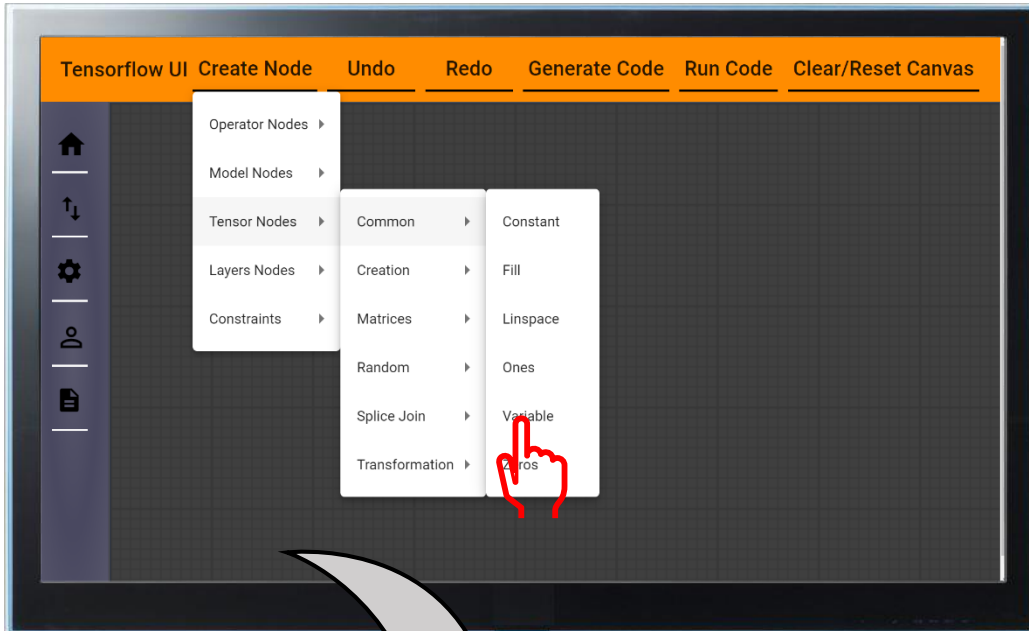 Tensorflow UI Create Node Undo Redo Generate Code Run Code Clear/Reset Canvas
Operator Nodes
Model Nodes
Tensor Nodes
Layers Nodes
Constraints
Common
Creation
Matrices
Random
Splice Join
Transformation
Constant
Fill
Linspace
Ones
Variable
Zeros